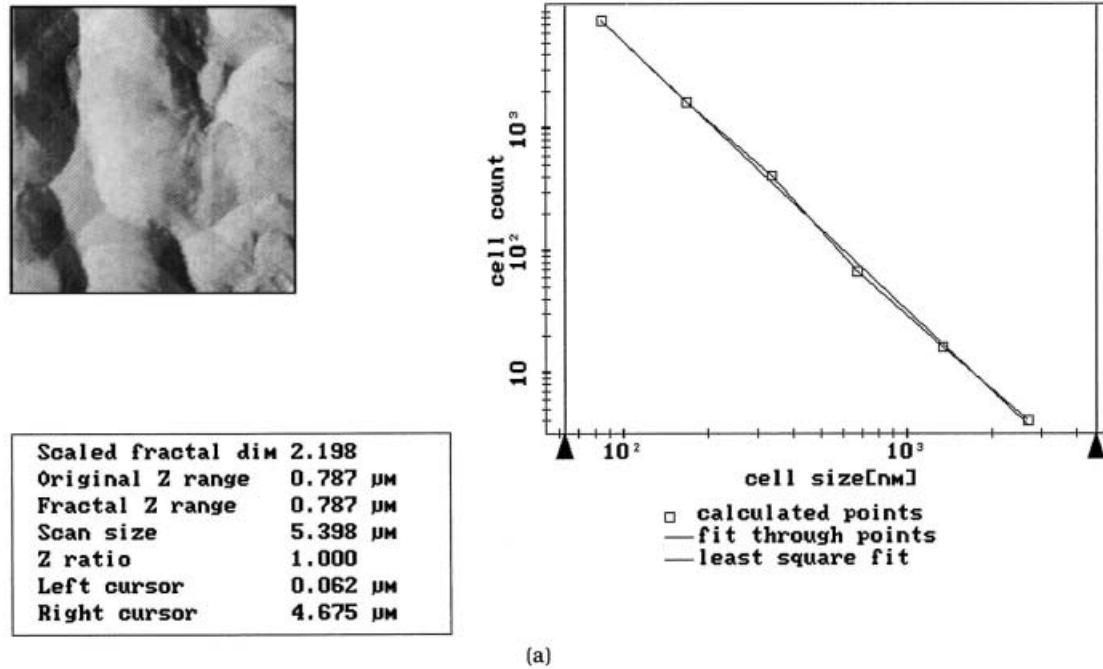 cell count
10³
10²
10
10²
10³
cell size[nм]
calculated points
fit through points
least square fit
Scaled fractal diм 2.198
Original Z range 0.787 µм
Fractal Z range 0.787 µм
Scan size 5.398 µм
Z ratio 1.000
Left cursor 0.062 µм
Right cursor 4.675 µм
(a)